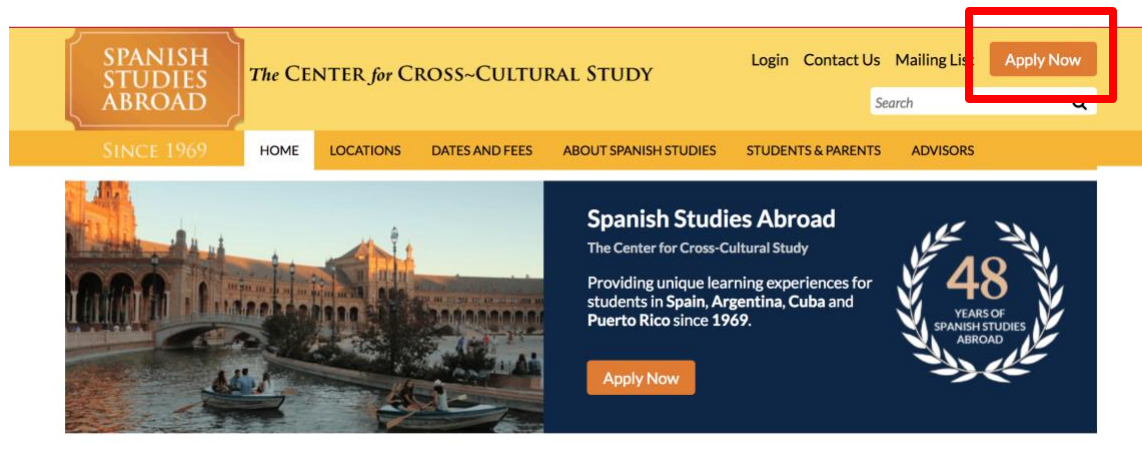 SPANISH
STUDIES
ABROAD
SINCE 1969
The CENTER for CROSS~CULTURAL STUDY
Login Contact Us Mailing List Apply Now
Search
HOME LOCATIONS DATES AND FEES ABOUT SPANISH STUDIES STUDENTS & PARENTS ADVISORS
Spanish Studies Abroad
The Center for Cross-Cultural Study
Providing unique learning experiences for
students in Spain, Argentina, Cuba and
Puerto Rico since 1969.
Apply Now
48
YEARS OF
SPANISH STUDIES
ABROAD